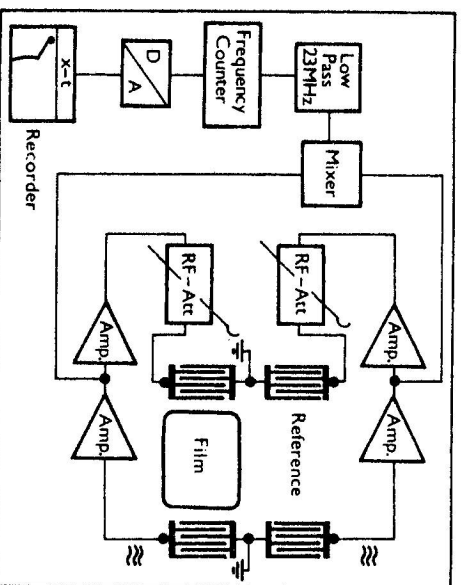 Amp.
Amp.
Low
Pass
23MHz
Mixer
RF-Att
Reference
Frequency
Counter
Film
RF-Att
D
A
Amp.
Amp.
x-t
Recorder